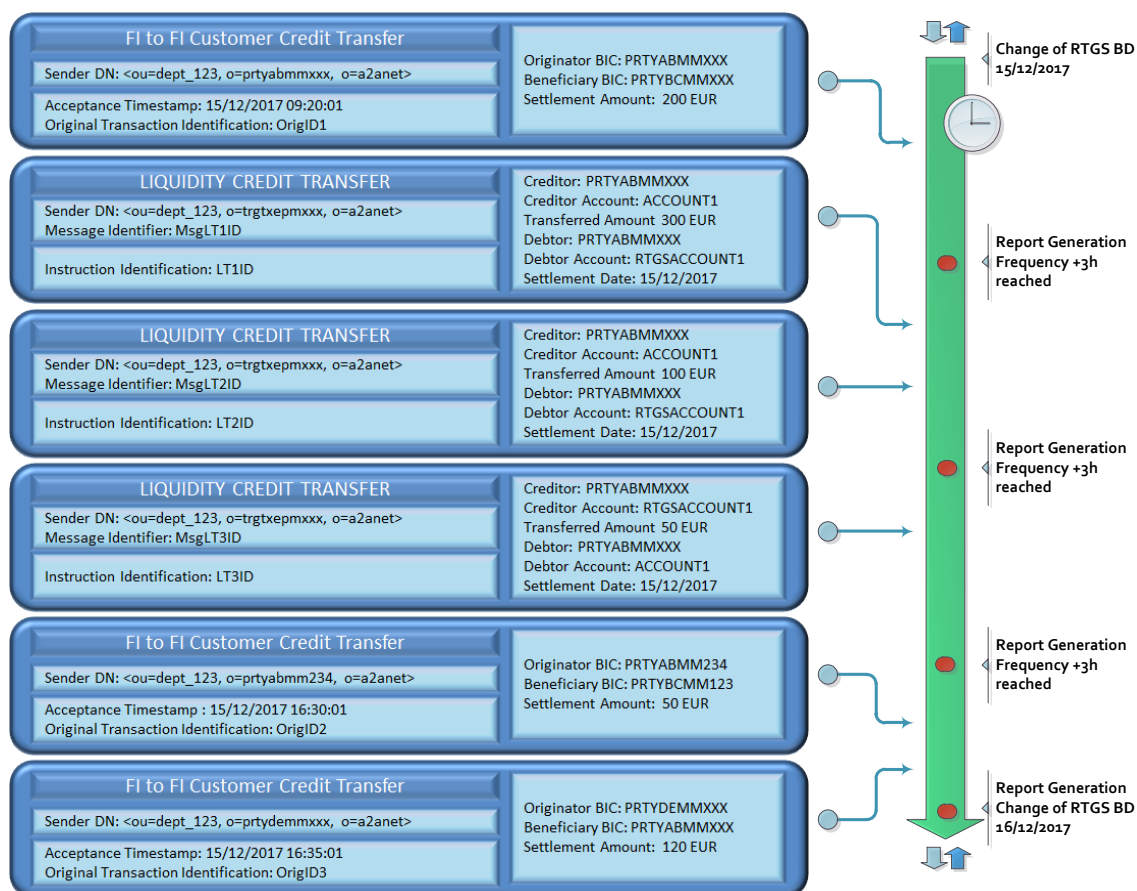 FI to FI Customer Credit Transfer
Sender DN: <ou=dept_123, o=prtyabmmxxx, o=a2anet>
Acceptance Timestamp: 15/12/2017 09:20:01
Original Transaction Identification: OrigID1
Originator BIC: PRTYABMMXXX
Beneficiary BIC: PRTYBCMMXXX
Settlement Amount: 200 EUR
Change of RTGS BD
15/12/2017
LIQUIDITY CREDIT TRANSFER
Sender DN: <ou=dept_123, o=trgtxepmxxx, o=a2anet>
Message Identifier: MsgLT1ID
Instruction Identification: LT1ID
Creditor: PRTYABMMXXX
Creditor Account: ACCOUNT1
Transferred Amount 300 EUR
Debtor: PRTYABMMXXX
Debtor Account: RTGSACCOUNT1
Settlement Date: 15/12/2017
Report Generation
Frequency +3h
reached
LIQUIDITY CREDIT TRANSFER
Sender DN: <ou=dept_123, o=trgtxepmxxx, o=a2anet>
Message Identifier: MsgLT2ID
Instruction Identification: LT2ID
Creditor: PRTYABMMXXX
Creditor Account: ACCOUNT1
Transferred Amount 100 EUR
Debtor: PRTYABMMXXX
Debtor Account: RTGSACCOUNT1
Settlement Date: 15/12/2017
Report Generation
Frequency +3h
reached
LIQUIDITY CREDIT TRANSFER
Sender DN: <ou=dept_123, o=trgtxepmxxx, o=a2anet>
Message Identifier: MsgLT3ID
Instruction Identification: LT3ID
Creditor: PRTYABMMXXX
Creditor Account: RTGSACCOUNT1
Transferred Amount 50 EUR
Debtor: PRTYABMMXXX
Debtor Account: ACCOUNT1
Settlement Date: 15/12/2017
FI to FI Customer Credit Transfer
Sender DN: <ou=dept_123, o=prtyabmm234, o=a2anet>
Acceptance Timestamp : 15/12/2017 16:30:01
Original Transaction Identification: OrigID2
Originator BIC: PRTYABMM234
Beneficiary BIC: PRTYBCMM123
Settlement Amount: 50 EUR
Report Generation
Frequency +3h
reached
FI to FI Customer Credit Transfer
Sender DN: <ou=dept_123, o=prtydemmxxx, o=a2anet>
Acceptance Timestamp: 15/12/2017 16:35:01
Original Transaction Identification: OrigID3
Originator BIC: PRTYDEMMXXX
Beneficiary BIC: PRTYABMMXXX
Settlement Amount: 120 EUR
Report Generation
Change of RTGS BD
16/12/2017